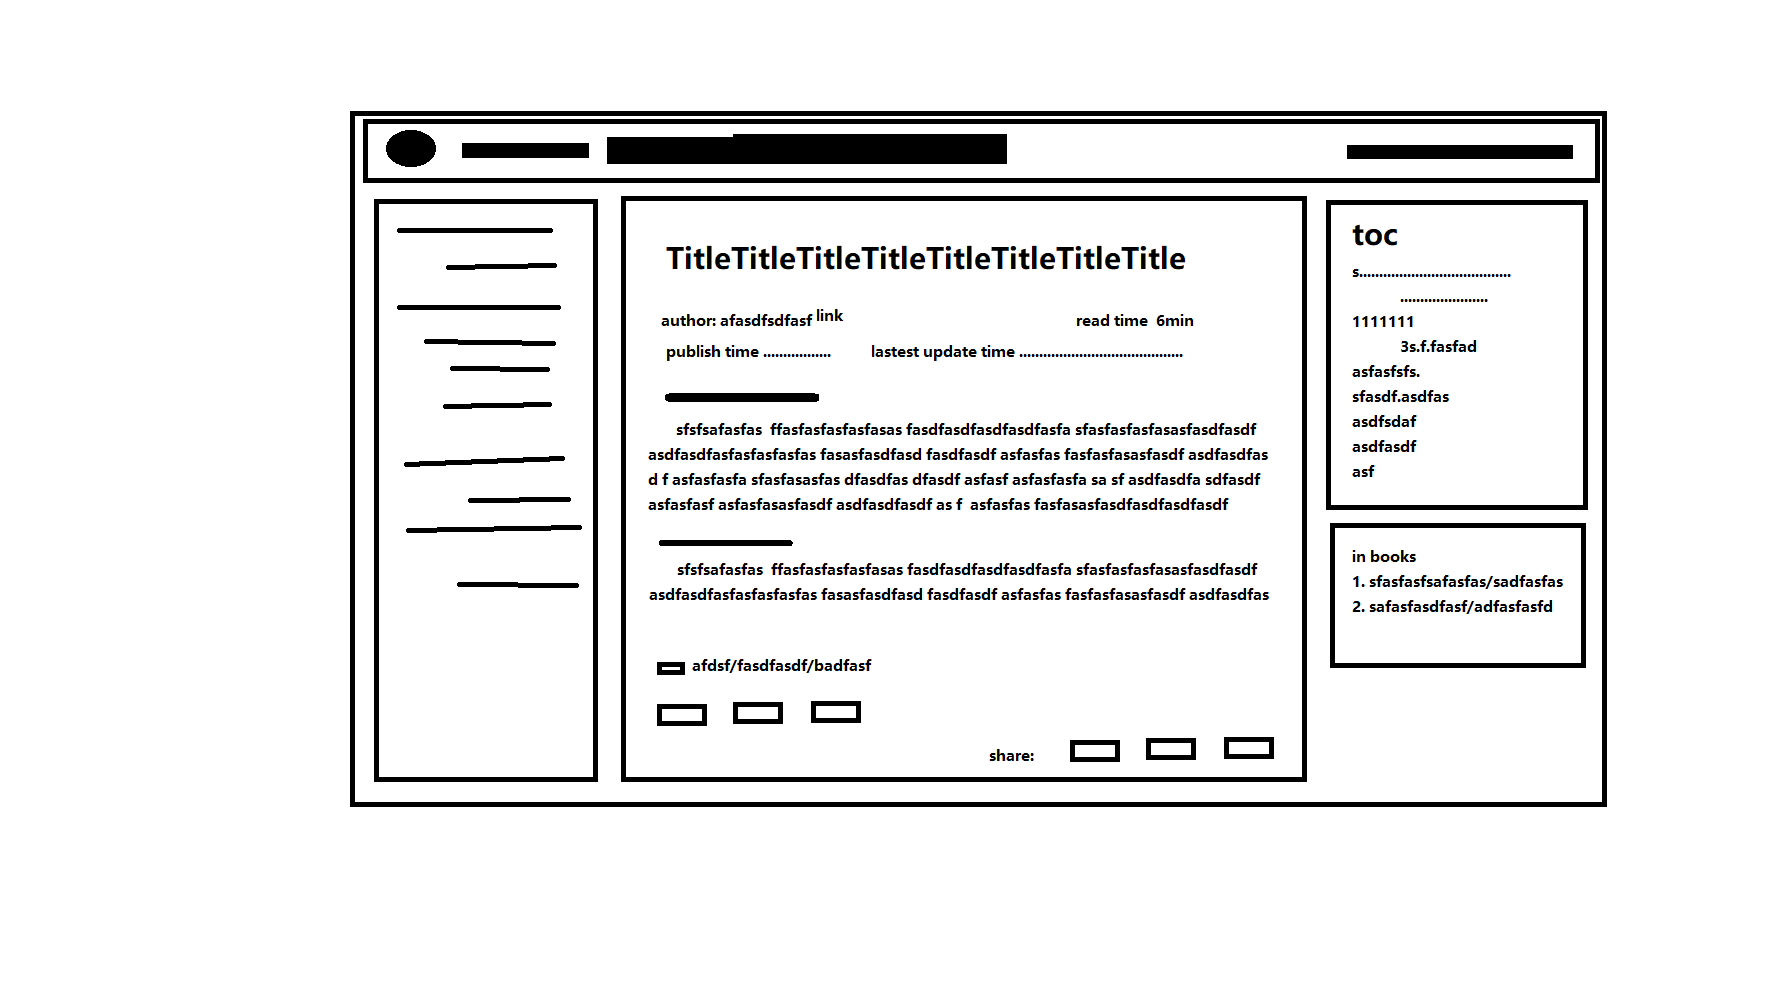 TitleTitleTitleTitleTitleTitleTitleTitle
author: afasdfsdfasf link
read time  6min
publish time .................
lastest update time .........................................
sfsfsafasfas  ffasfasfasfasfasas fasdfasdfasdfasdfasfa sfasfasfasfasasfasdfasdf
asdfasdfasfasfasfasfas fasasfasdfasd fasdfasdf asfasfas fasfasfasasfasdf asdfasdfas
d f asfasfasfa sfasfasasfas dfasdfas dfasdf asfasf asfasfasfa sa sf asdfasdfa sdfasdf
asfasfasf asfasfasasfasdf asdfasdfasdf as f  asfasfas fasfasasfasdfasdfasdfasdf
sfsfsafasfas  ffasfasfasfasfasas fasdfasdfasdfasdfasfa sfasfasfasfasasfasdfasdf
asdfasdfasfasfasfasfas fasasfasdfasd fasdfasdf asfasfas fasfasfasasfasdf asdfasdfas
afdsf/fasdfasdf/badfasf
share:
toc
s......................................
......................
1111111
3s.f.fasfad
asfasfsfs.
sfasdf.asdfas
asdfsdaf
asdfasdf
asf
in books
1. sfasfasfsafasfas/sadfasfas
2. safasfasdfasf/adfasfasfd